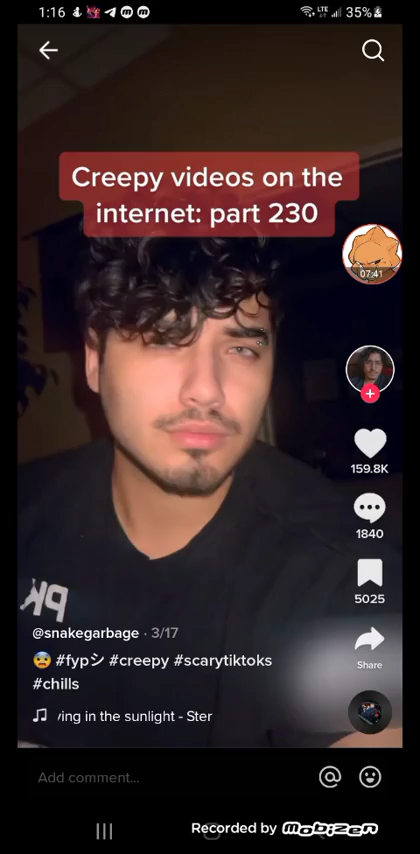 1:16
LTE
35%
Creepy videos on the
internet: part 230
07:41
159.8K
1840
5025
@snakegarbage · 3/17
😨 #fypシ #creepy #scarytiktoks
#chills
Share
ving in the sunlight - Ster
Add comment...
Recorded by Mobizen